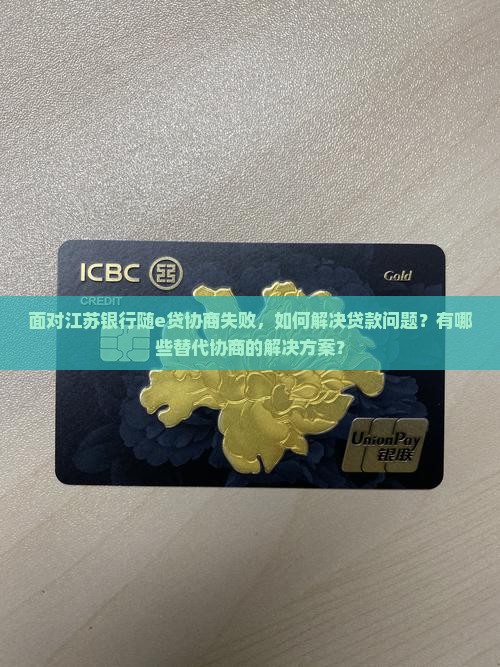 ICBC
Gold
CREDIT
面对江苏银行随e贷协商失败，如何解决贷款问题？有哪
些替代协商的解决方案？
UnionPay
银联